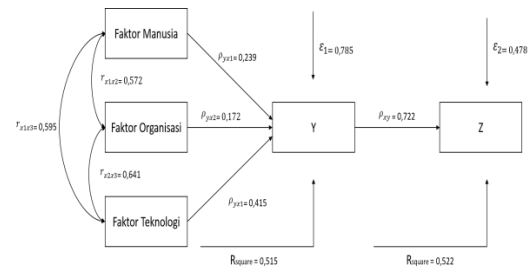 Faktor Manusia
ε₁=0,785
ε₂=0,478
ρyx1= 0,239
rx1x2= 0,572
rx1x3= 0,595
Faktor Organisasi
ρyx2= 0,172
Y
ρxy= 0,722
Z
rx2x3= 0,641
ρyx1= 0,415
Faktor Teknologi
Rsquare = 0,515
Rsquare = 0,522